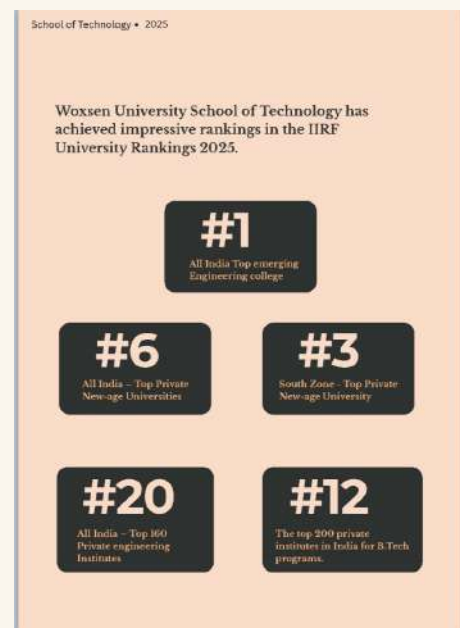 School of Technology • 2025
Woxsen University School of Technology has
achieved impressive rankings in the IIRF
University Rankings 2025.
#1
All India Top emerging
Engineering college
#6
All India – Top Private
New-age Universities
#3
South Zone - Top Private
New-age University
#20
All India – Top 160
Private engineering
Institutes
#12
The top 200 private
institutes in India for B.Tech
programs.